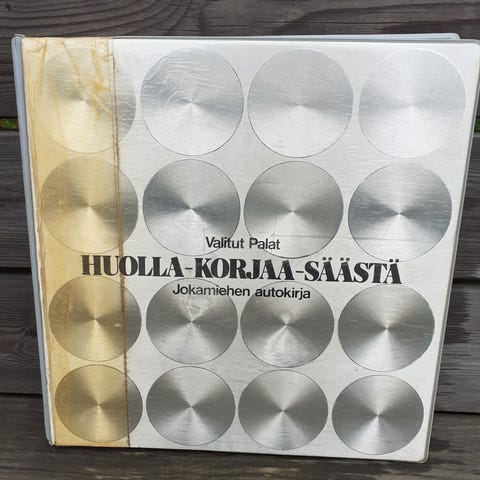 Valitut Palat
HUOLLA-KORJAA-SÄÄSTÄ
Jokamiehen autokirja